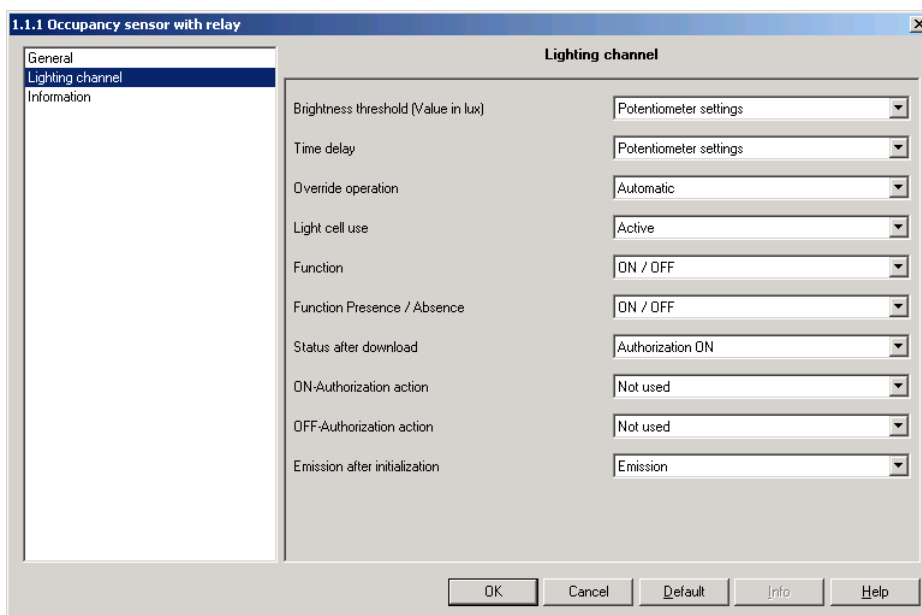 1.1.1 Occupancy sensor with relay
General
Lighting channel
Information
Lighting channel
Brightness threshold (Value in lux) Potentiometer settings
Time delay Potentiometer settings
Override operation Automatic
Light cell use Active
Function ON / OFF
Function Presence / Absence ON / OFF
Status after download Authorization ON
ON-Authorization action Not used
OFF-Authorization action Not used
Emission after initialization Emission
OK Cancel Default Info Help